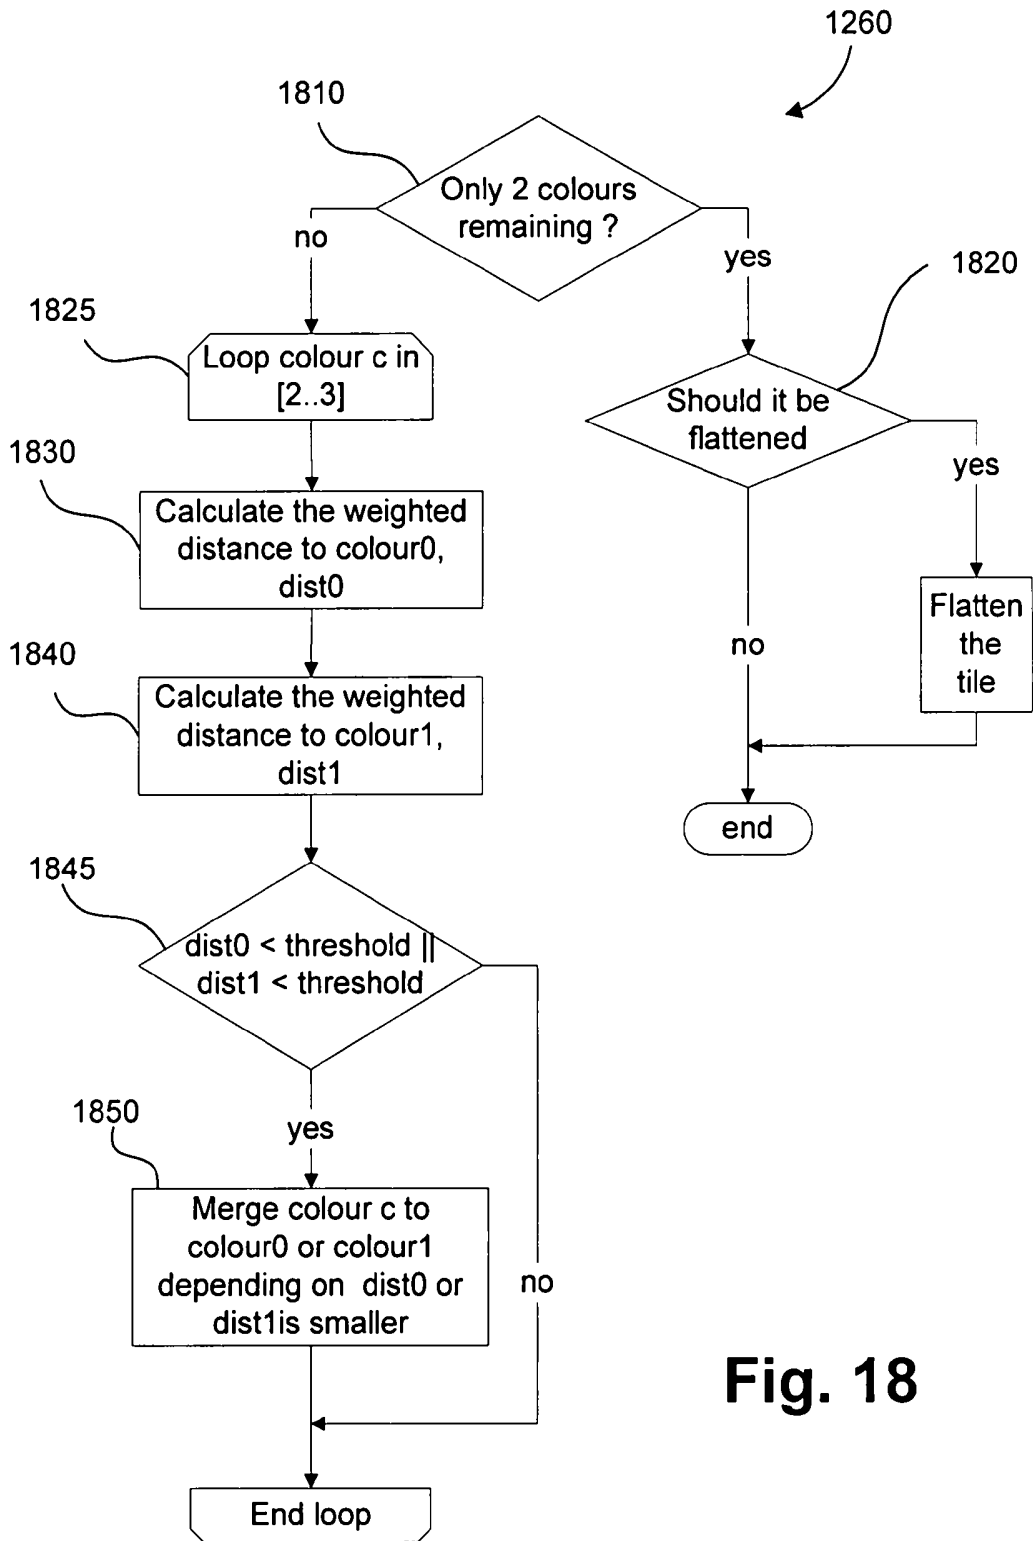 1260
1810
Only 2 colours
remaining ?
no
yes
1820
1825
Loop colour c in
[2..3]
Should it be
flattened
yes
1830
Calculate the weighted
distance to colour0,
dist0
Flatten
the
tile
no
1840
Calculate the weighted
distance to colour1,
dist1
end
1845
dist0 < threshold ||
dist1 < threshold
yes
1850
Merge colour c to
colour0 or colour1
depending on dist0 or
dist1is smaller
no
Fig. 18
End loop